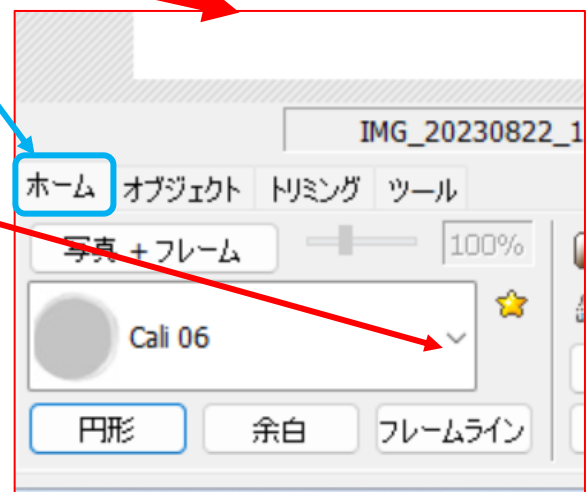 IMG_20230822_1
ホーム オブジェクト トリミング ツール
写真 + フレーム 100%
Cali 06
円形 余白 フレームライン